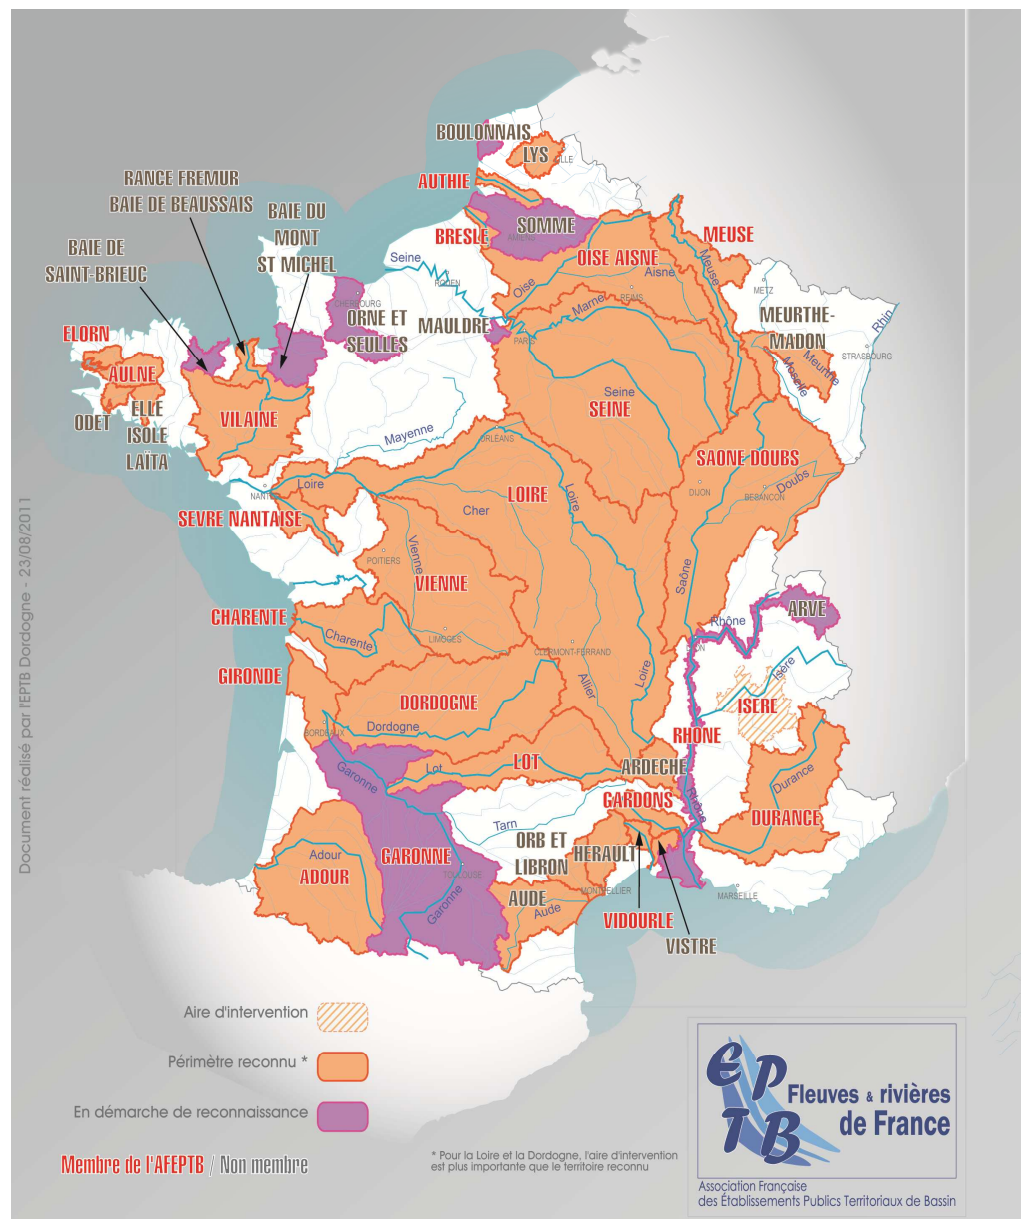 BOULONNAIS
LYS
LLE
RANCE FREMUR
BAIE DE BEAUSSAIS
AUTHIE
BAIE DU
MONT
ST MICHEL
SOMME
AMIENS
BRESLE
MEUSE
BAIE DE
SAINT-BRIEUC
Seine
ROUEN
OISE AISNE
Aisne
Meuse
Oise
REIMS
METZ
Marne
CHERBOURG
ORNE ET
SEULLES
MAULDRE
PARIS
MEURTHE-
MADON
Rhin
STRASBOURG
Meurthe
Moselle
ELORN
AULNE
ODET
ELLE
ISOLE
LAÏTA
VILAINE
Seine
SEINE
Mayenne
ORLÉANS
SAONE DOUBS
Doubs
DIJON
BESANCON
NANTES
Loire
LOIRE
Loire
Cher
SEVRE NANTAISE
POITIERS
Vienne
VIENNE
Saône
CHARENTE
Charente
LIMOGES
CLERMONT-FERRAND
ARVE
Rhône
LYON
GIRONDE
Allier
Loire
Isère
ISERE
DORDOGNE
Dordogne
BORDEAUX
RHONE
Garonne
Lot
LOT
ARDECHE
Durance
DURANCE
GARDONS
Rhône
Tarn
ORB ET
LIBRON
HERAULT
Adour
ADOUR
GARONNE
TOULOUSE
Garonne
AUDE
Aude
MONTPELLIER
MARSEILLE
VIDOURLE
VISTRE
Document réalisé par l'EPTB Dordogne - 23/08/2011
Aire d'intervention
Périmètre reconnu *
En démarche de reconnaissance
Membre de l'AFEPTB / Non membre
* Pour la Loire et la Dordogne, l'aire d'intervention
est plus importante que le territoire reconnu
EPTB
Fleuves & rivières
de France
Association Française
des Établissements Publics Territoriaux de Bassin